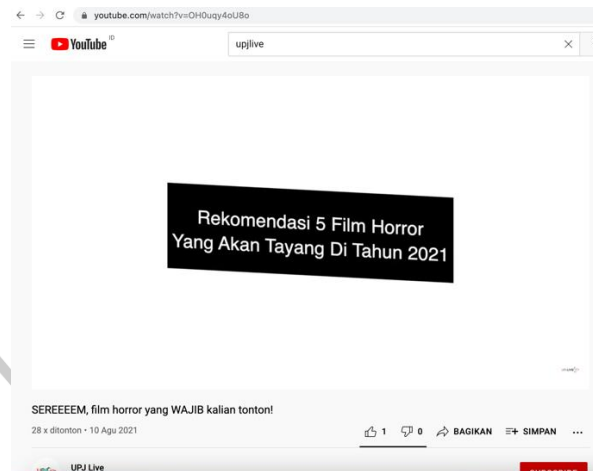 youtube.com/watch?v=OH0uqy4oU8o
YouTube ID
upjlive
Rekomendasi 5 Film Horror
Yang Akan Tayang Di Tahun 2021
SEREEEEM, film horror yang WAJIB kalian tonton!
28 x ditonton • 10 Agu 2021
1 0 BAGIKAN SIMPAN ...
UPJ Live